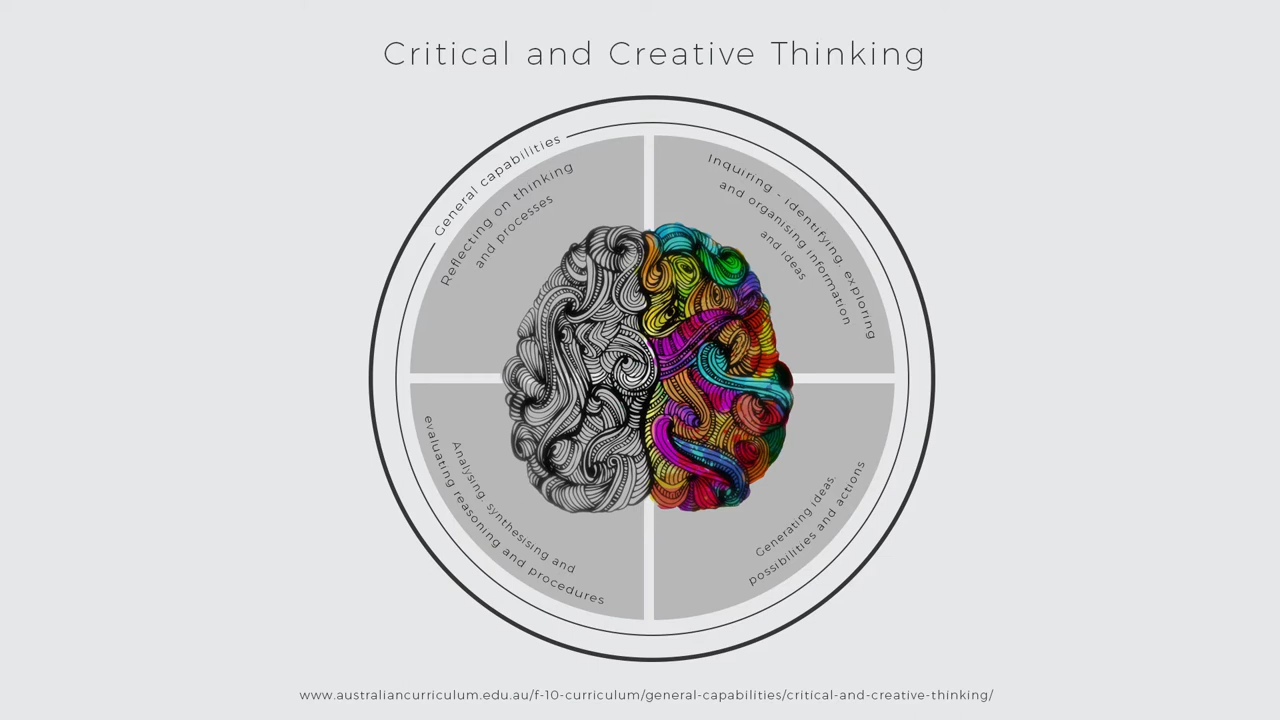 Critical and Creative Thinking
General capabilities
Reflecting on thinking
and processes
Inquiring - identifying, exploring
and organising information
and ideas
Analysing, synthesising and
evaluating reasoning and procedures
Generating ideas
possibilities and actions
www.australiancurriculum.edu.au/f-10-curriculum/general-capabilities/critical-and-creative-thinking/